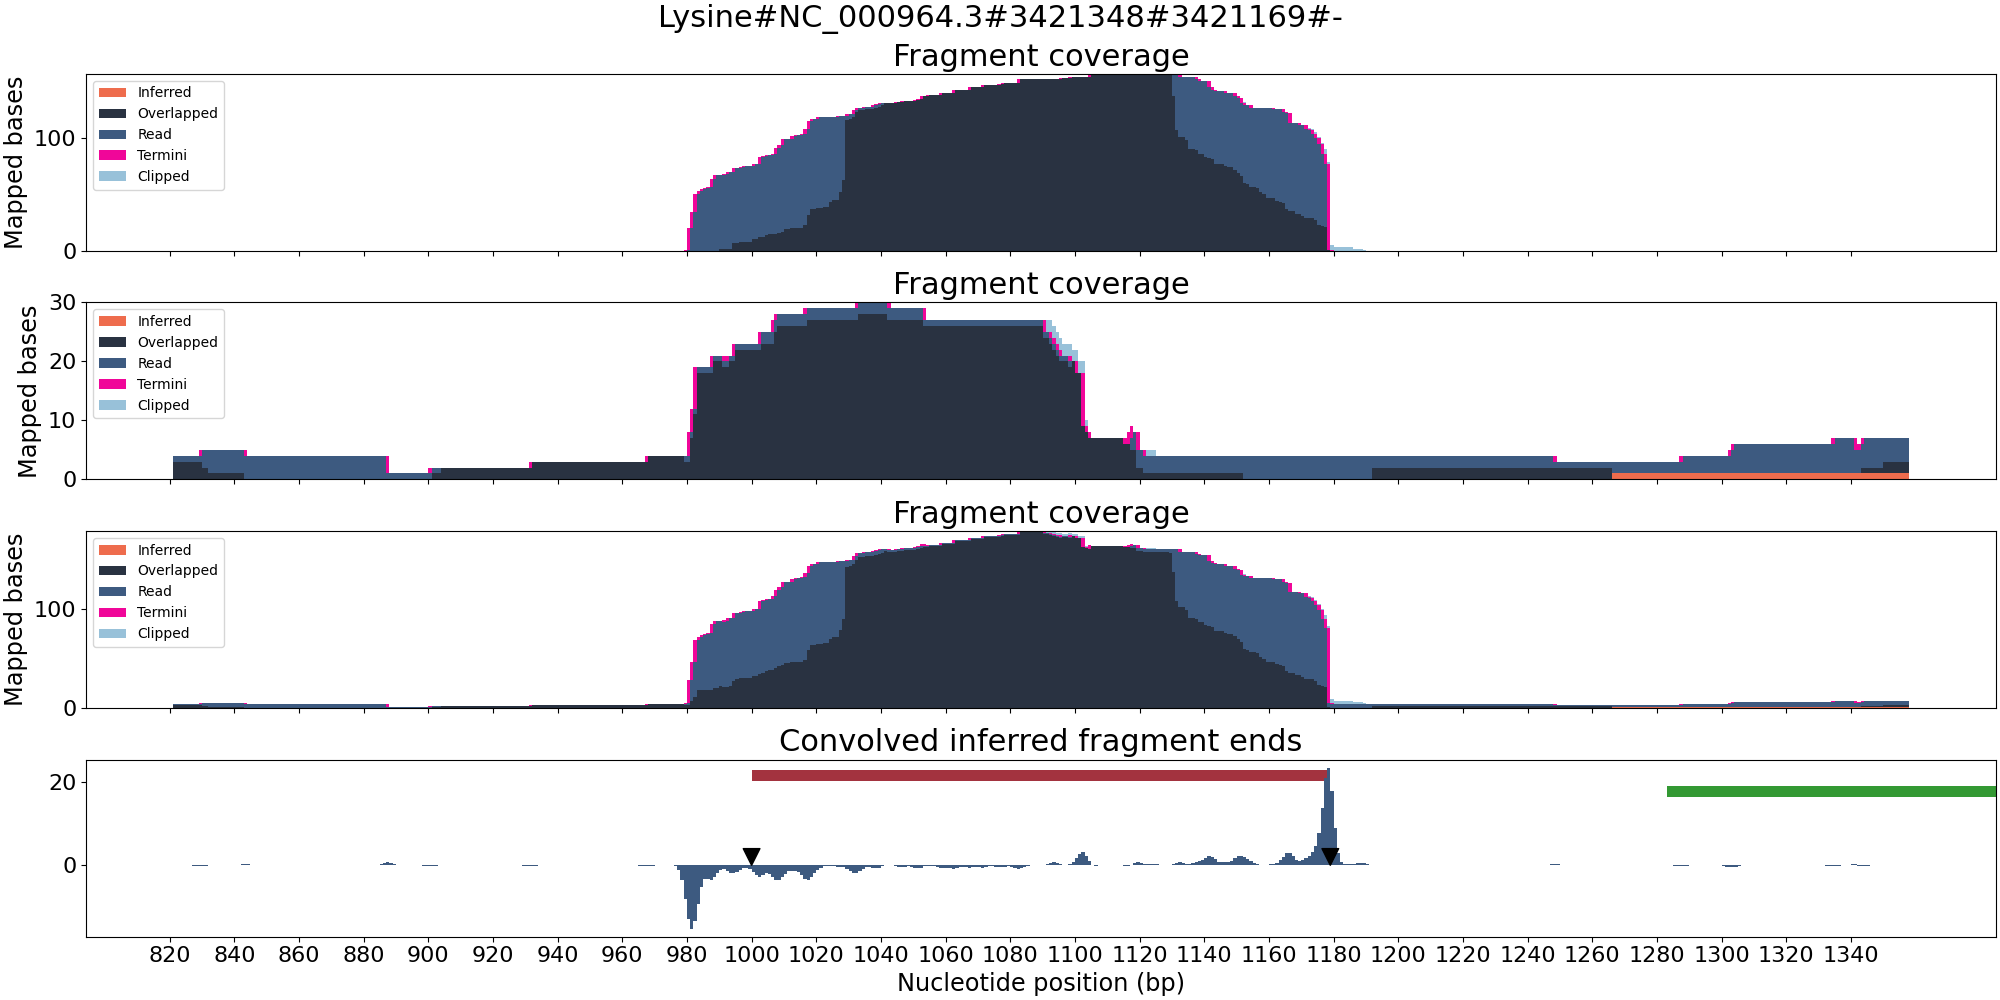 Lysine#NC_000964.3#3421348#3421169#-
Fragment coverage
Mapped bases
100
0
Inferred
Overlapped
Read
Termini
Clipped
Fragment coverage
Mapped bases
30
20
10
0
Inferred
Overlapped
Read
Termini
Clipped
Fragment coverage
Mapped bases
100
0
Inferred
Overlapped
Read
Termini
Clipped
Convolved inferred fragment ends
20
0
820 840 860 880 900 920 940 960 980 1000 1020 1040 1060 1080 1100 1120 1140 1160 1180 1200 1220 1240 1260 1280 1300 1320 1340
Nucleotide position (bp)